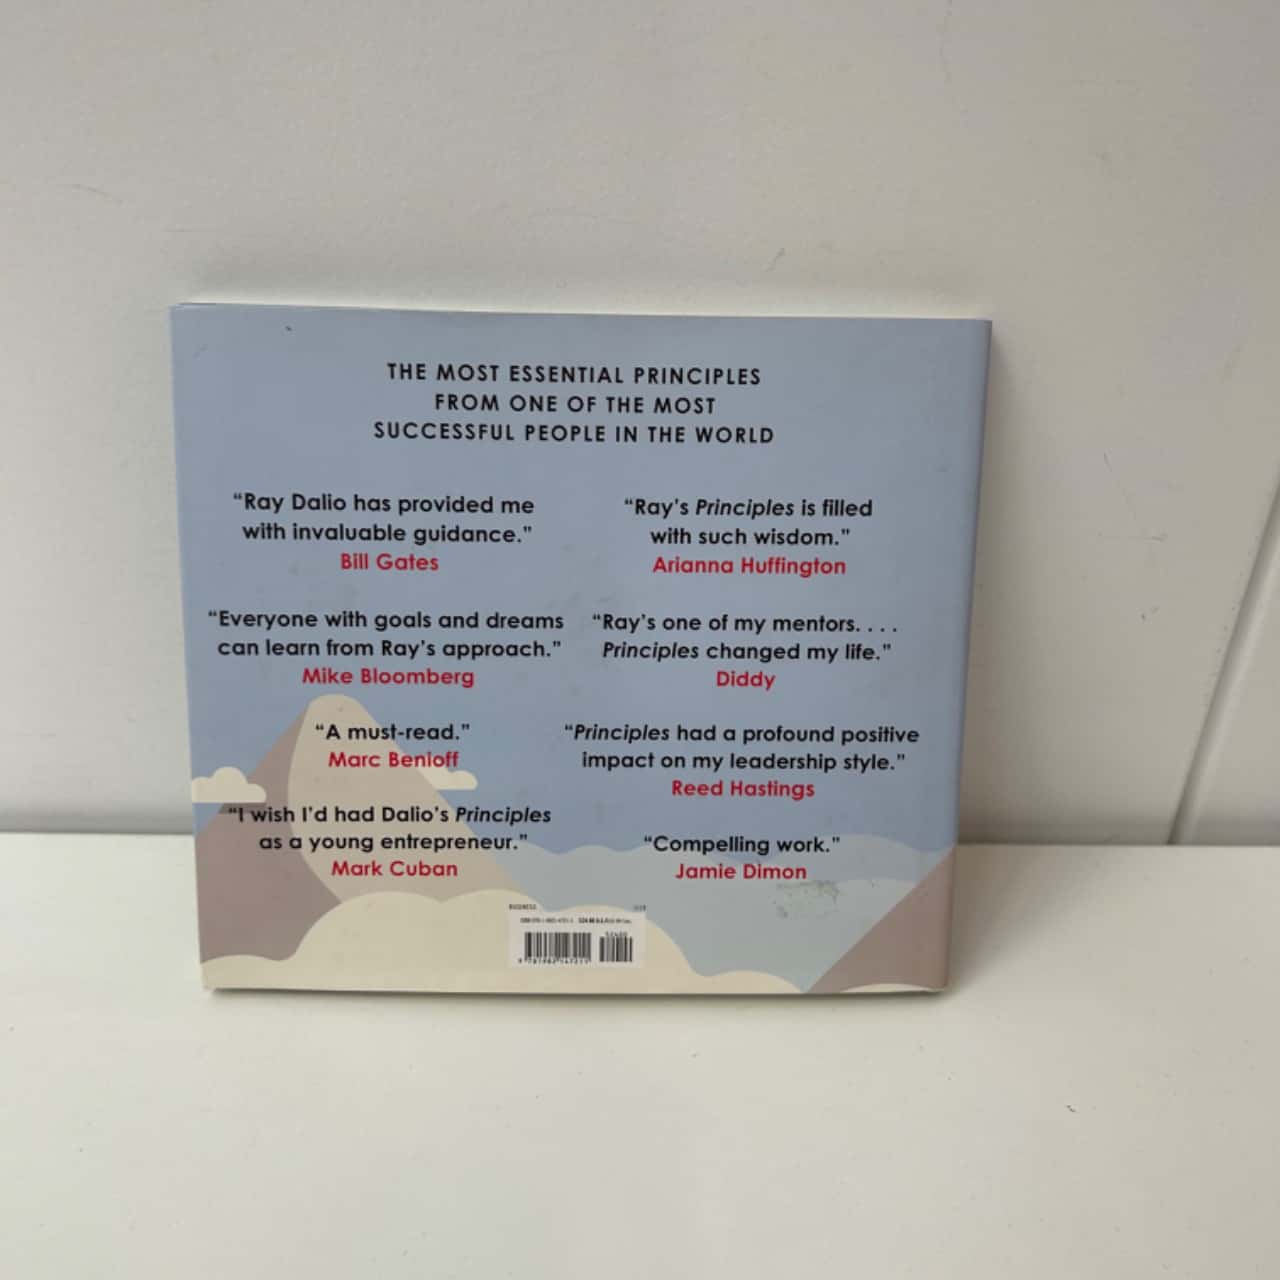 THE MOST ESSENTIAL PRINCIPLES
FROM ONE OF THE MOST
SUCCESSFUL PEOPLE IN THE WORLD
“Ray Dalio has provided me
with invaluable guidance.”
Bill Gates
“Everyone with goals and dreams
can learn from Ray’s approach.”
Mike Bloomberg
“A must-read.”
Marc Benioff
“I wish I’d had Dalio’s Principles
as a young entrepreneur.”
Mark Cuban
“Ray’s Principles is filled
with such wisdom.”
Arianna Huffington
“Ray’s one of my mentors. . . .
Principles changed my life.”
Diddy
“Principles had a profound positive
impact on my leadership style.”
Reed Hastings
“Compelling work.”
Jamie Dimon
BUSINESS
52400